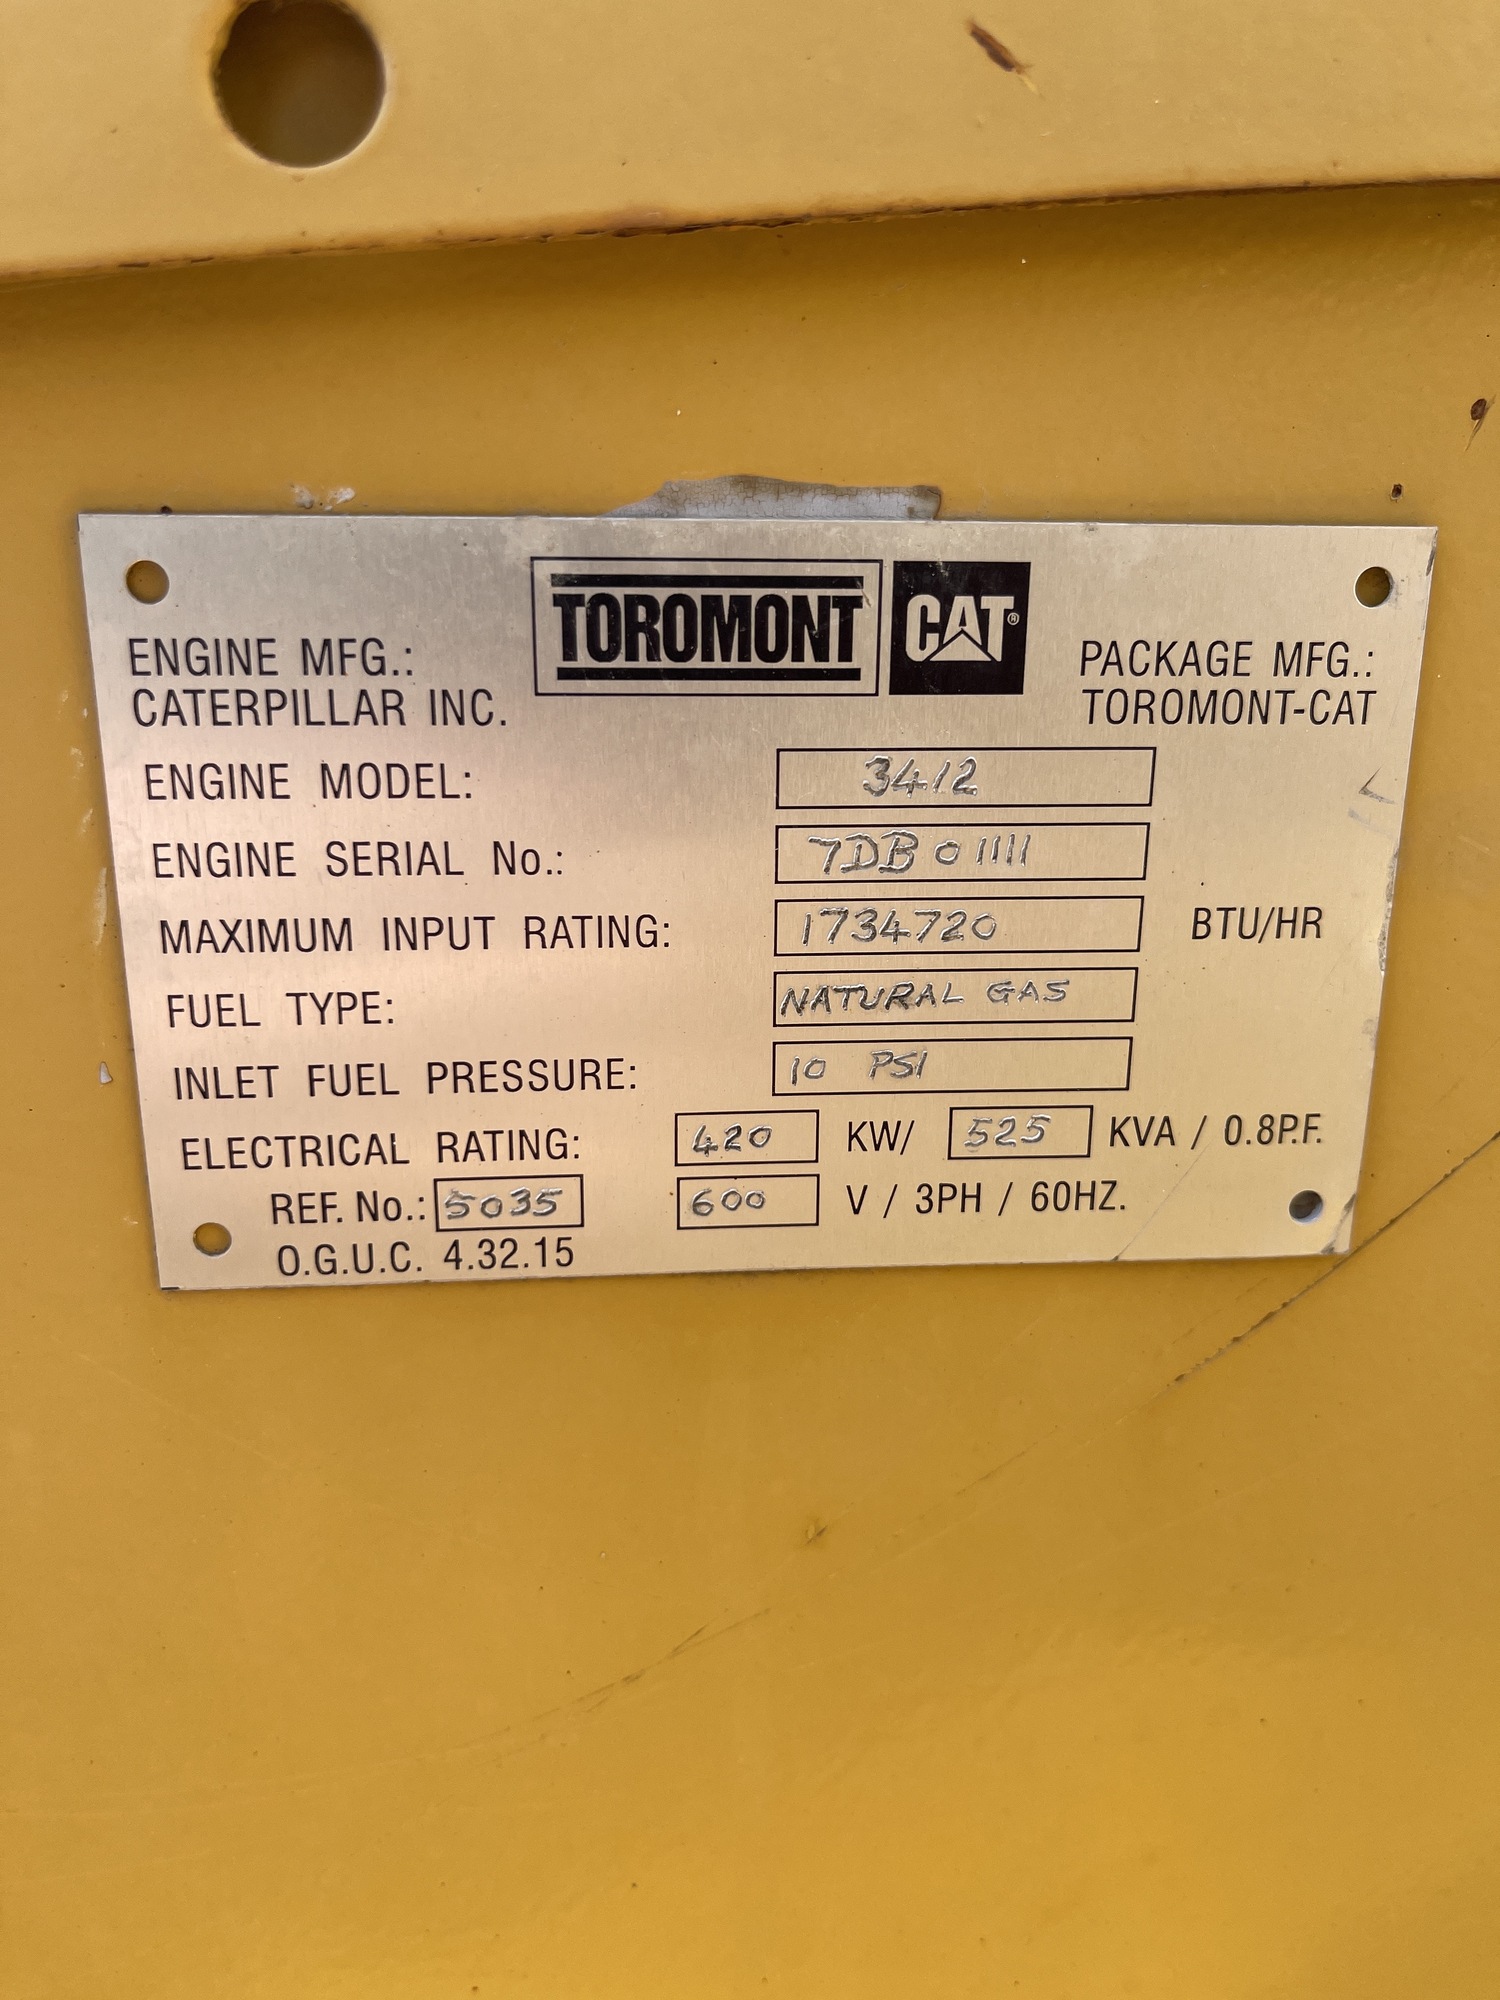 TOROMONT CAT®
ENGINE MFG.: PACKAGE MFG.:
CATERPILLAR INC. TOROMONT-CAT
ENGINE MODEL: 3412
ENGINE SERIAL No.: 7DB01111
MAXIMUM INPUT RATING: 1734720 BTU/HR
FUEL TYPE: NATURAL GAS
INLET FUEL PRESSURE: 10 PSI
ELECTRICAL RATING: 420 KW/ 525 KVA / 0.8P.F.
REF. No.: 5035 600 V / 3PH / 60HZ.
O.G.U.C. 4.32.15